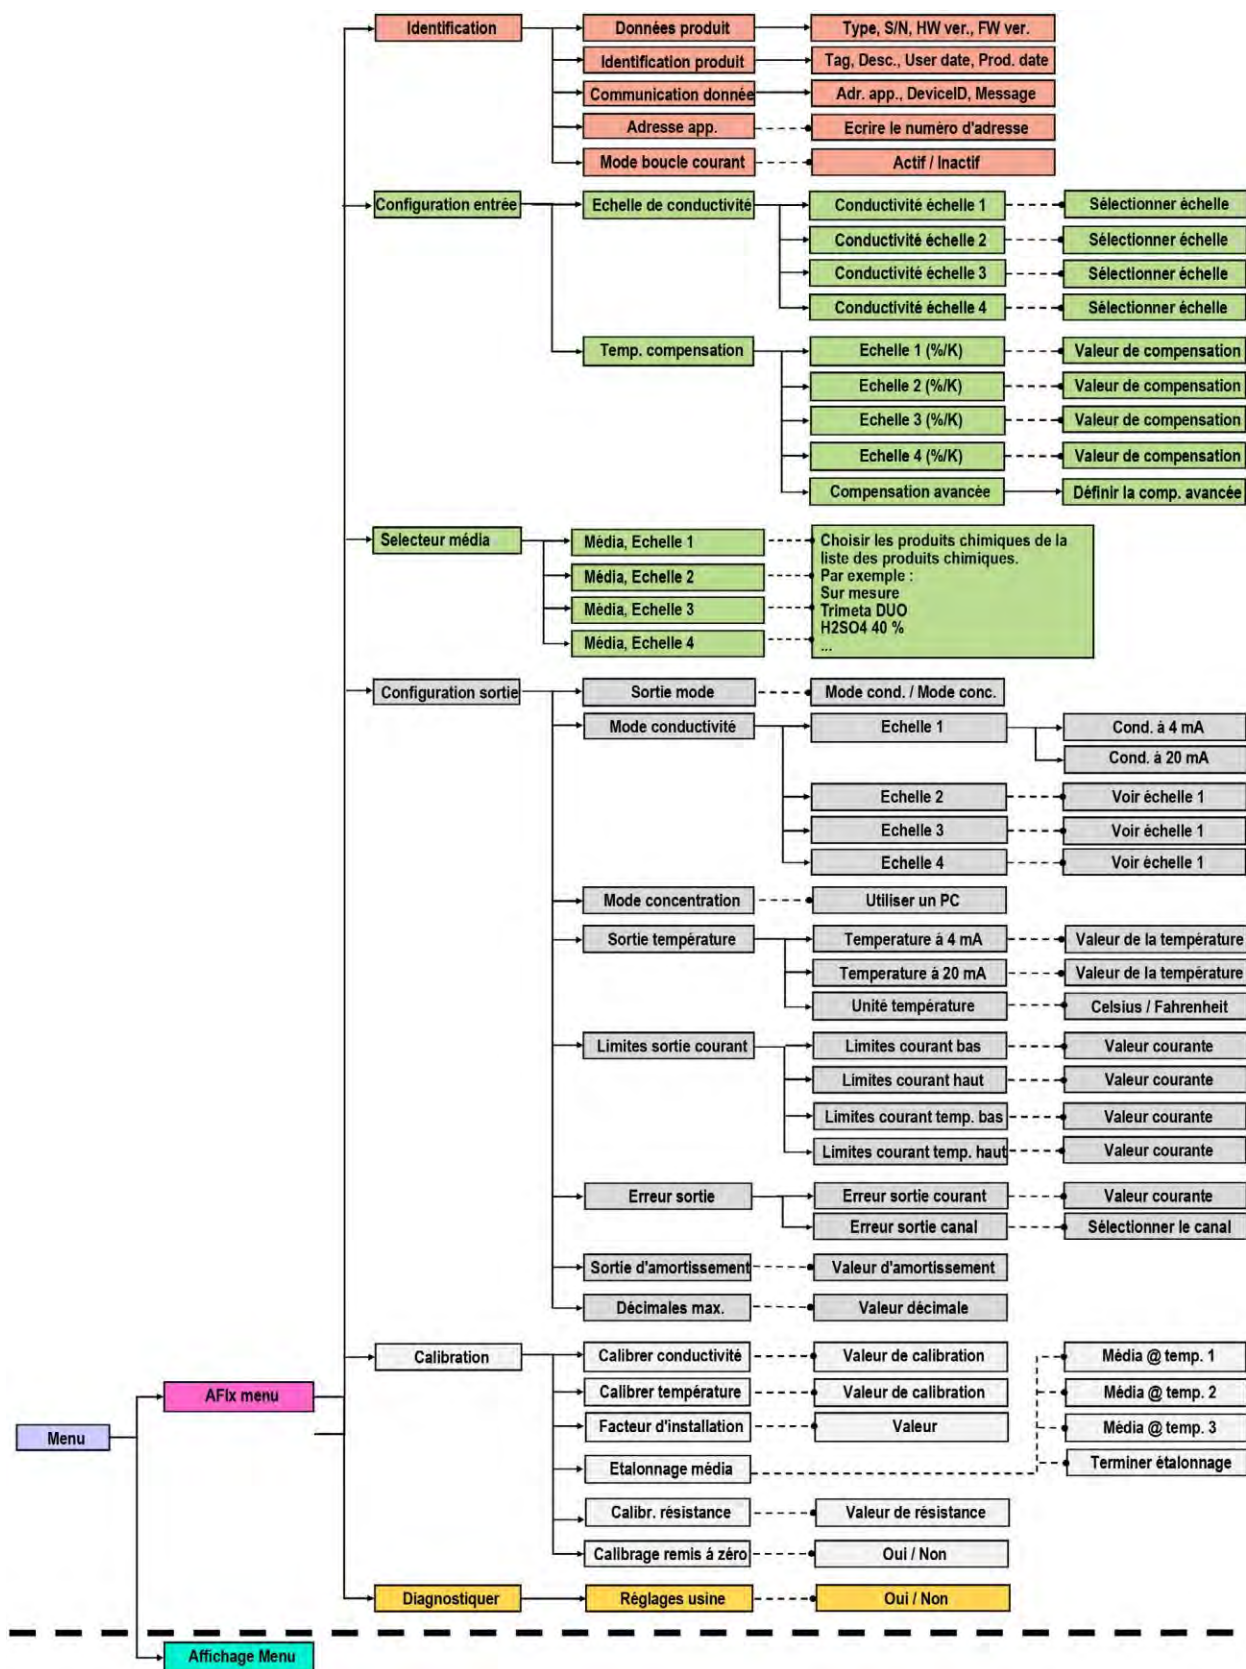 Identification
Données produit
Type, S/N, HW ver., FW ver.
Identification produit
Tag, Desc., User date, Prod. date
Communication donnée
Adr. app., DeviceID, Message
Adresse app.
Ecrire le numéro d'adresse
Mode boucle courant
Actif / Inactif
Configuration entrée
Echelle de conductivité
Conductivité échelle 1
Sélectionner échelle
Conductivité échelle 2
Sélectionner échelle
Conductivité échelle 3
Sélectionner échelle
Conductivité échelle 4
Sélectionner échelle
Temp. compensation
Echelle 1 (%/K)
Valeur de compensation
Echelle 2 (%/K)
Valeur de compensation
Echelle 3 (%/K)
Valeur de compensation
Echelle 4 (%/K)
Valeur de compensation
Compensation avancée
Définir la comp. avancée
Selecteur média
Média, Echelle 1
Média, Echelle 2
Média, Echelle 3
Média, Echelle 4
Choisir les produits chimiques de la
liste des produits chimiques.
Par exemple :
Sur mesure
Trimeta DUO
H2SO4 40 %
...
Configuration sortie
Sortie mode
Mode cond. / Mode conc.
Mode conductivité
Echelle 1
Cond. à 4 mA
Cond. à 20 mA
Echelle 2
Voir échelle 1
Echelle 3
Voir échelle 1
Echelle 4
Voir échelle 1
Mode concentration
Utiliser un PC
Sortie température
Temperature à 4 mA
Valeur de la température
Temperature à 20 mA
Valeur de la température
Unité température
Celsius / Fahrenheit
Limites sortie courant
Limites courant bas
Valeur courante
Limites courant haut
Valeur courante
Limites courant temp. bas
Valeur courante
Limites courant temp. haut
Valeur courante
Erreur sortie
Erreur sortie courant
Valeur courante
Erreur sortie canal
Sélectionner le canal
Sortie d'amortissement
Valeur d'amortissement
Décimales max.
Valeur décimale
Calibration
Calibrer conductivité
Valeur de calibration
Calibrer température
Valeur de calibration
Facteur d'installation
Valeur
Etalonnage média
Média @ temp. 1
Média @ temp. 2
Média @ temp. 3
Terminer étalonnage
Calibr. résistance
Valeur de résistance
Calibrage remis à zéro
Oui / Non
Menu
AFIx menu
Diagnostiquer
Réglages usine
Oui / Non
Affichage Menu